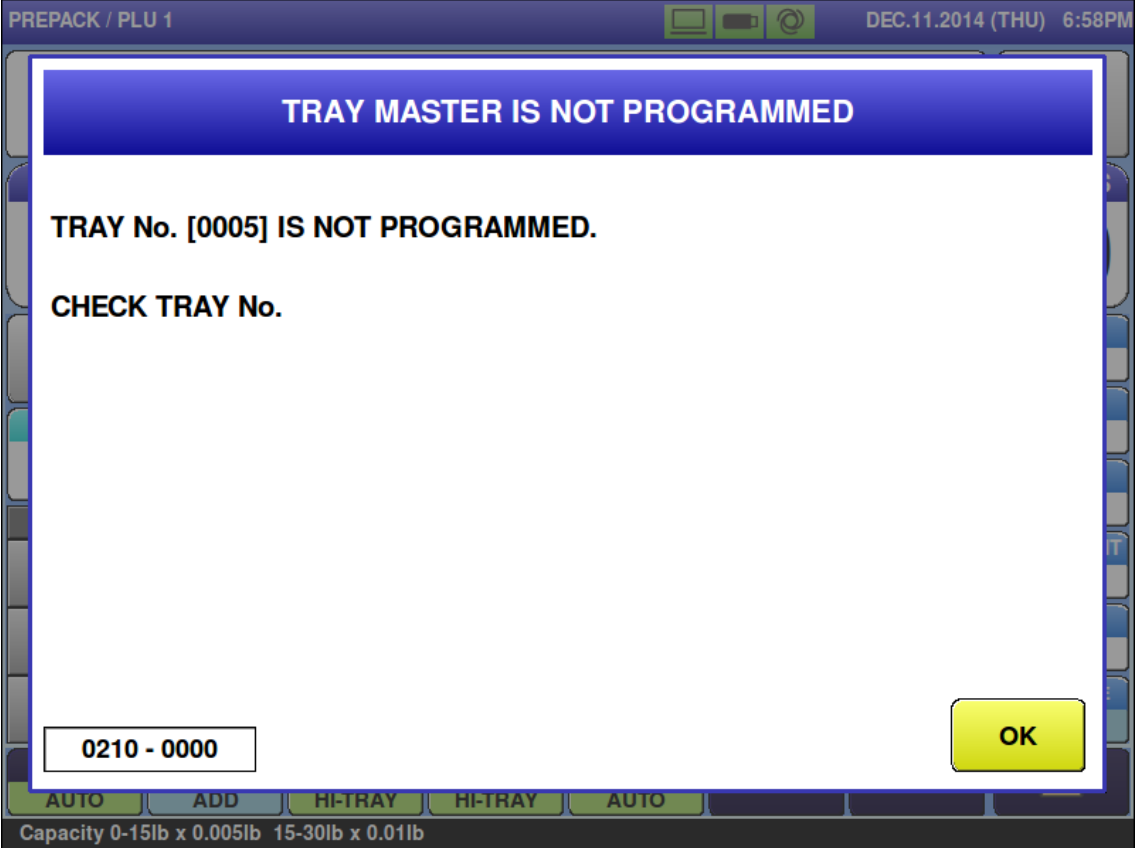 PREPACK / PLU 1
DEC.11.2014 (THU) 6:58PM
TRAY MASTER IS NOT PROGRAMMED
TRAY No. [0005] IS NOT PROGRAMMED.
CHECK TRAY No.
0210 - 0000
OK
AUTO ADD HI-TRAY HI-TRAY AUTO
Capacity 0-15lb x 0.005lb 15-30lb x 0.01lb